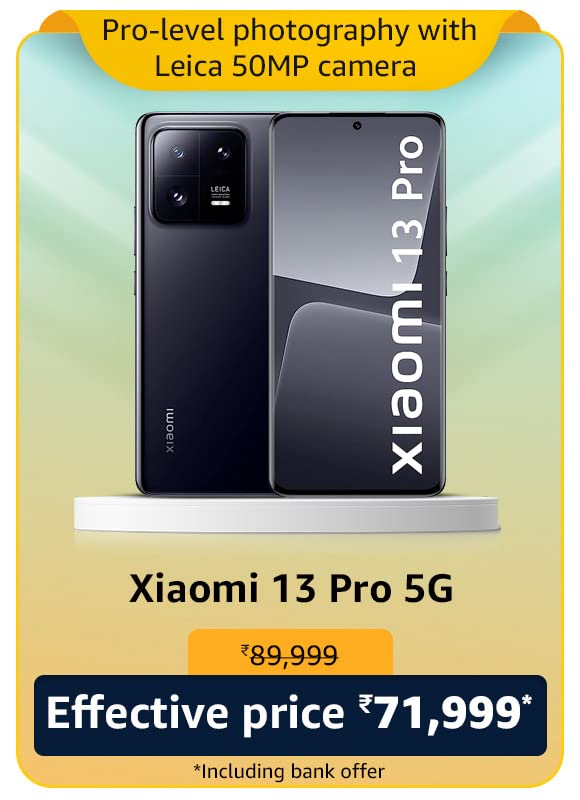 Pro-level photography with
Leica 50MP camera
LEICA
Xiaomi 13 Pro
xiaomi
Xiaomi 13 Pro 5G
₹89,999
Effective price ₹71,999*
*Including bank offer